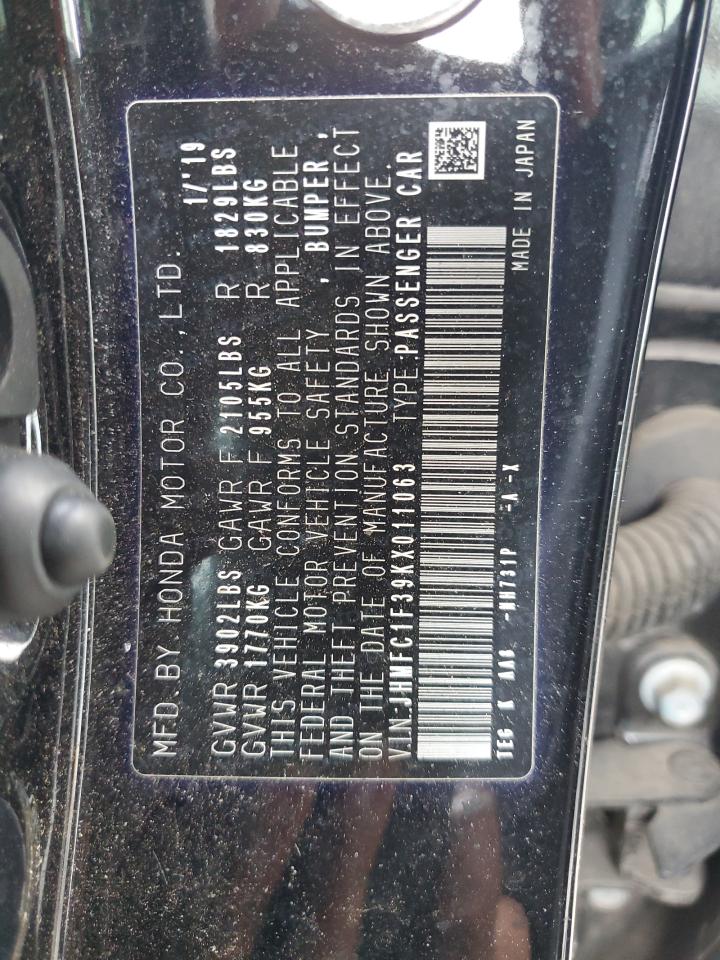 MFD. BY HONDA MOTOR CO., LTD. 1/'19
GVWR 3902LBS GAWR F 2105LBS R 1829LBS
GVWR 1770KG GAWR F 955KG R 830KG
THIS VEHICLE CONFORMS TO ALL APPLICABLE
FEDERAL MOTOR VEHICLE SAFETY , BUMPER,
AND THEFT PREVENTION STANDARDS IN EFFECT
ON THE DATE OF MANUFACTURE SHOWN ABOVE.
V.I.N. JHMFC1F39KX011063 TYPE PASSENGER CAR
TEG K AA6 -NH731P -A -X
MADE IN JAPAN